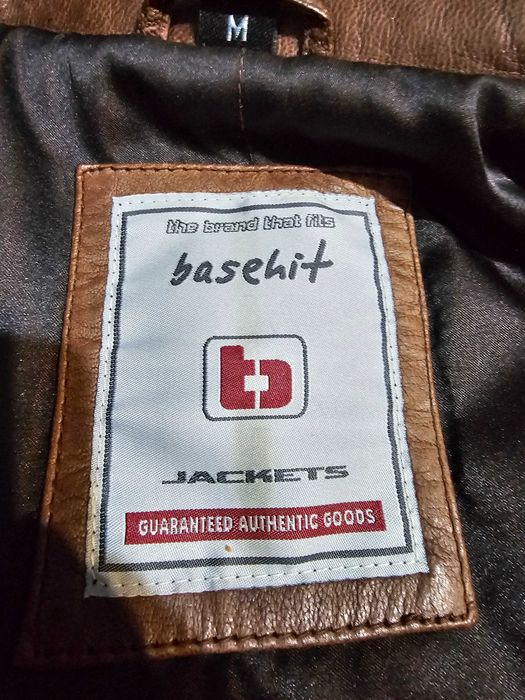 M
the brand that fits
basehit
b
JACKETS
GUARANTEED AUTHENTIC GOODS